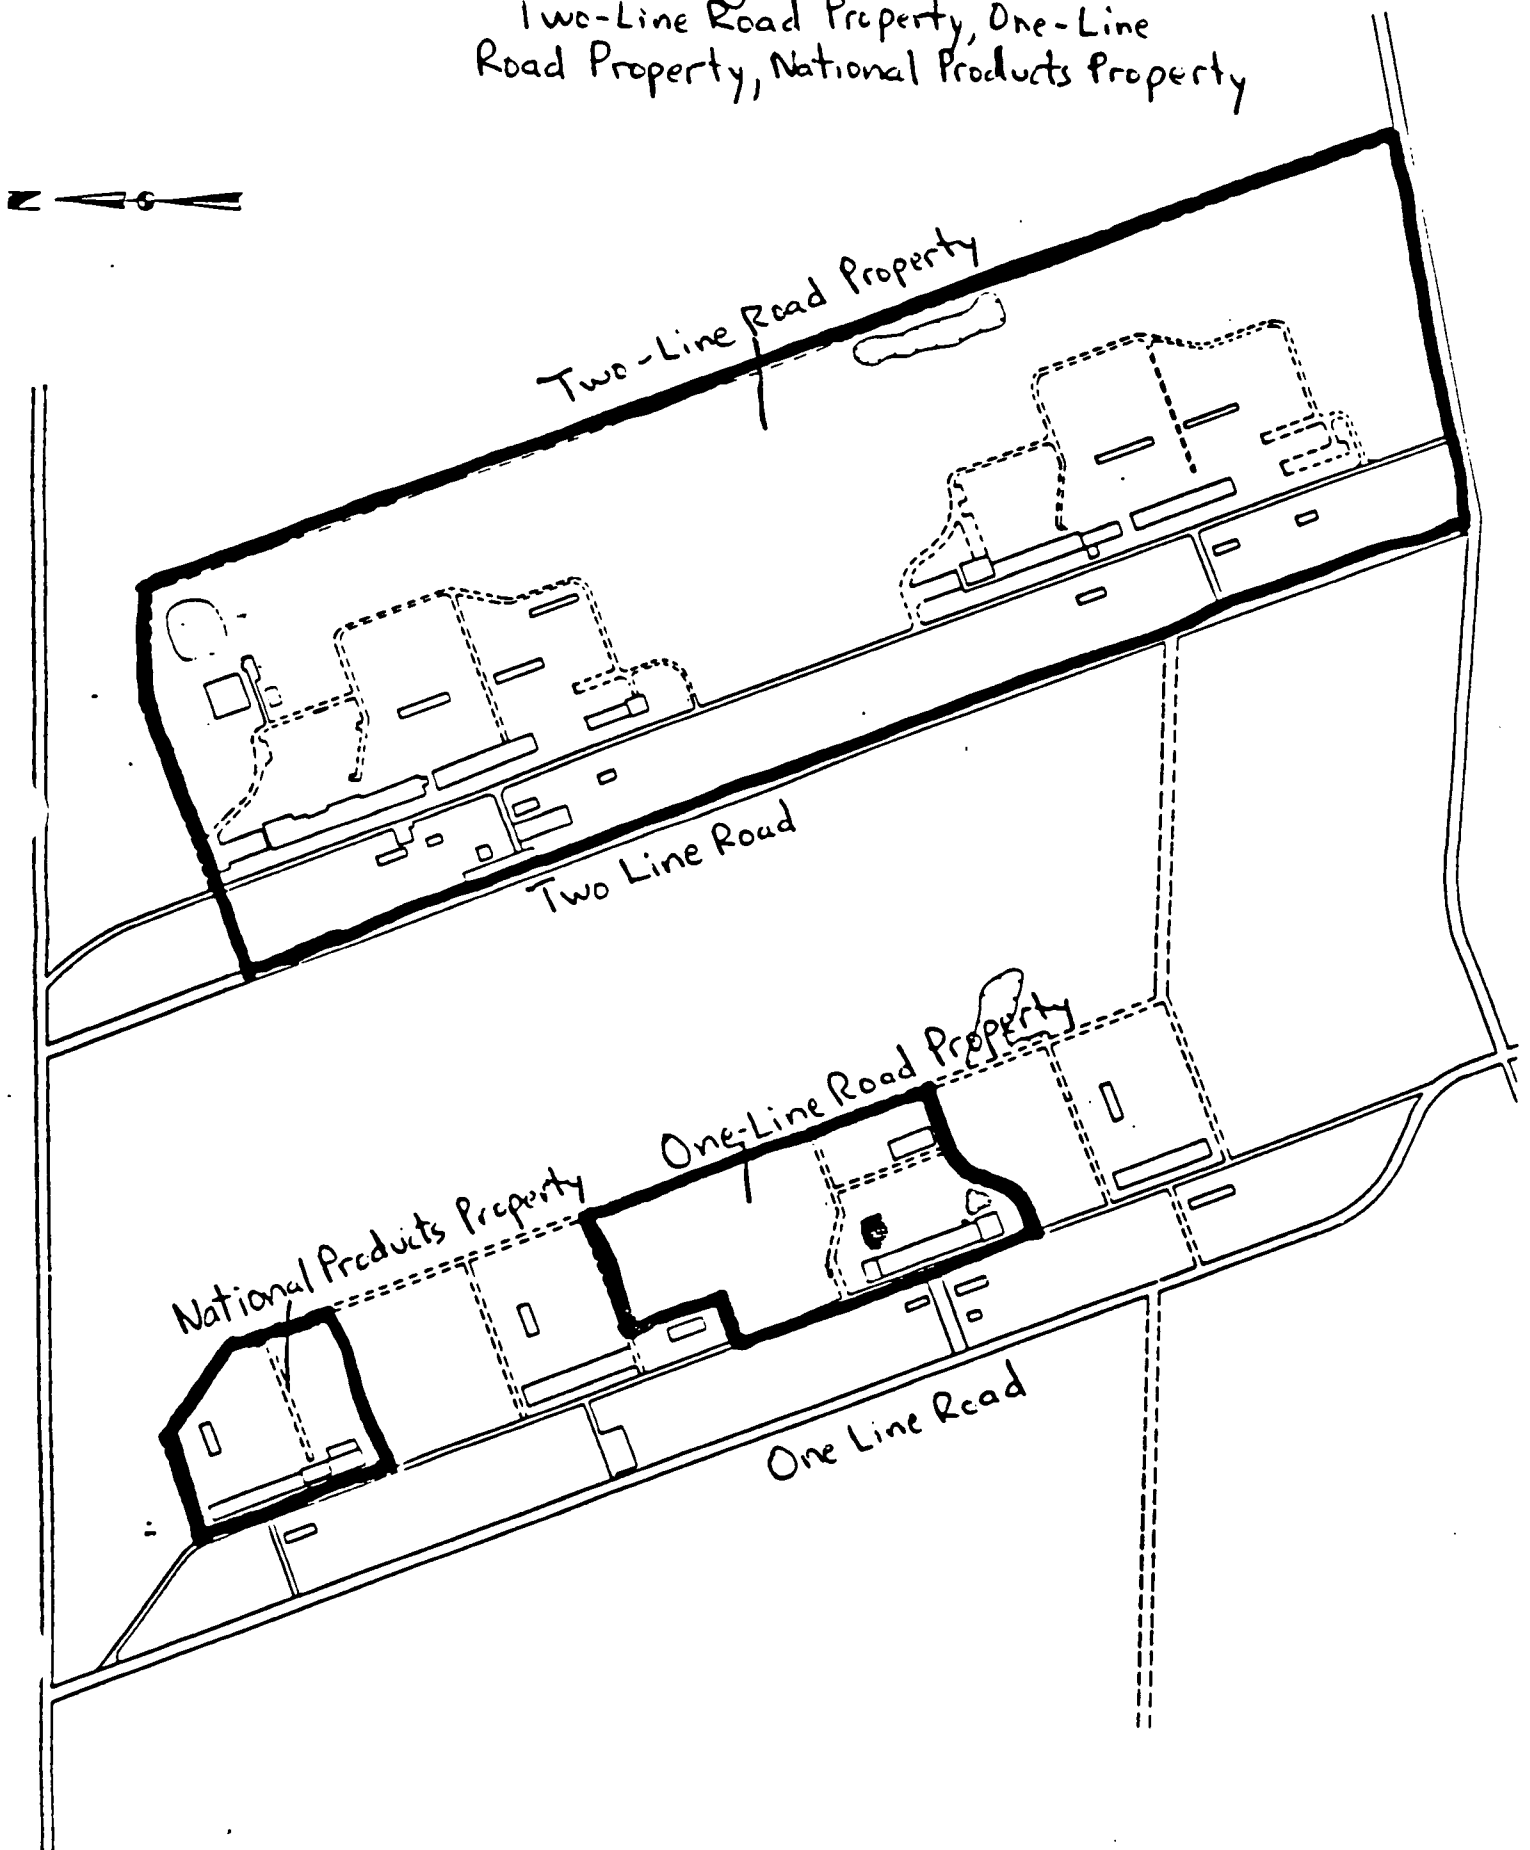 Two-Line Road Property, One-Line
Road Property, National Products Property
N
Two-Line Road Property
Two Line Road
One-Line Road Property
National Products Property
One Line Road